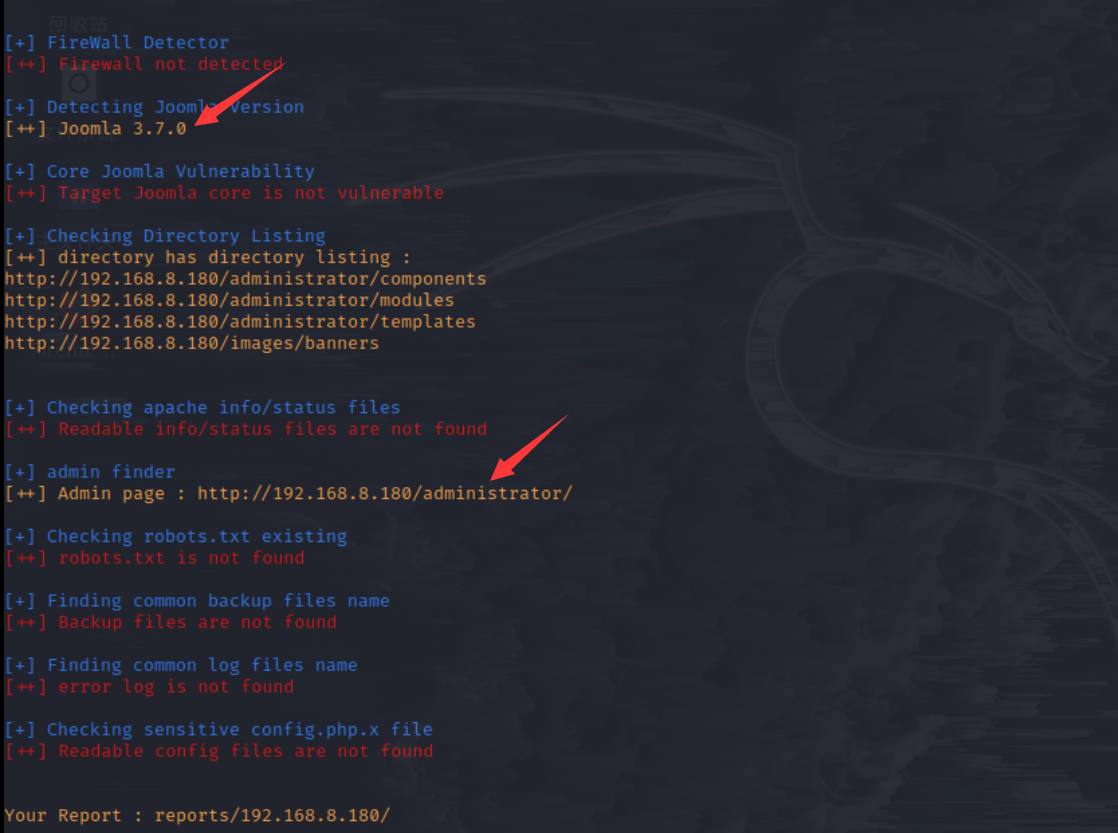 回收站
[+] FireWall Detector
[++] Firewall not detected
[+] Detecting Joomla Version
[++] Joomla 3.7.0
[+] Core Joomla Vulnerability
[++] Target Joomla core is not vulnerable
[+] Checking Directory Listing
[++] directory has directory listing :
http://192.168.8.180/administrator/components
http://192.168.8.180/administrator/modules
http://192.168.8.180/administrator/templates
http://192.168.8.180/images/banners
[+] Checking apache info/status files
[++] Readable info/status files are not found
[+] admin finder
[++] Admin page : http://192.168.8.180/administrator/
[+] Checking robots.txt existing
[++] robots.txt is not found
[+] Finding common backup files name
[++] Backup files are not found
[+] Finding common log files name
[++] error log is not found
[+] Checking sensitive config.php.x file
[++] Readable config files are not found
Your Report : reports/192.168.8.180/